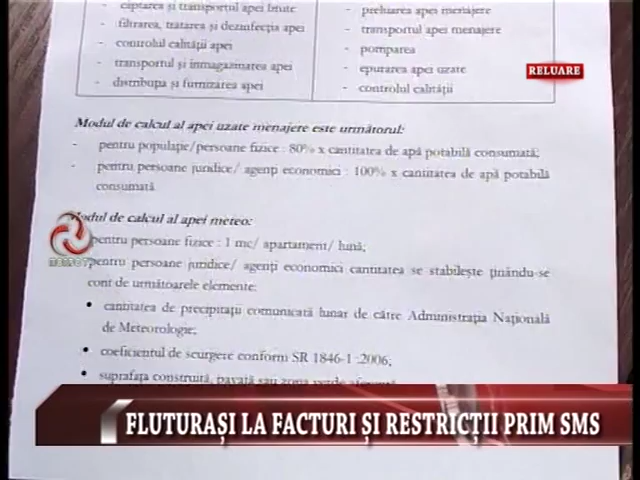 - captarea și transportul apei brute
- filtrarea, tratarea și dezinfecția apei
- controlul calității apei
- transportul și înmagazinarea apei
- distribuția și furnizarea apei
- preluarea apei menajere
- transportul apei menajere
- pomparea
- epurarea apei uzate
- controlul calității
RELUARE
Modul de calcul al apei uzate menajere este următorul:
- pentru populație/persoane fizice : 80% x cantitatea de apă potabilă consumată;
- pentru persoane juridice/ agenți economici : 100% x cantitatea de apă potabilă
consumată
Modul de calcul al apei meteo:
pentru persoane fizice : 1 mc/ apartament/ lună;
pentru persoane juridice/ agenți economici cantitatea se stabilește ținându-se
cont de următoarele elemente:
• cantitatea de precipitații comunicată lunar de către Administrația Națională
de Meteorologie;
• coeficientul de scurgere conform SR 1846-1 :2006;
• suprafața construită, pavată sau zona verde
FLUTURAȘI LA FACTURI ȘI RESTRICȚII PRIM SMS